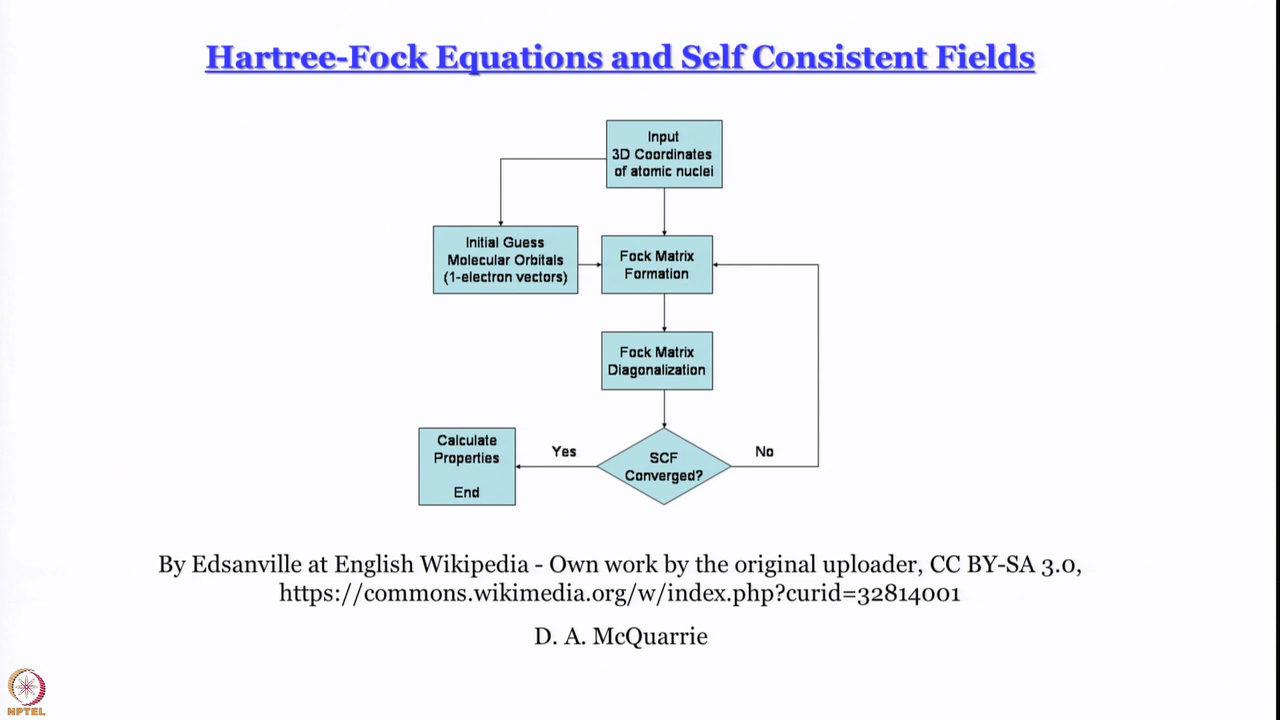 Hartree-Fock Equations and Self Consistent Fields
Input
3D Coordinates
of atomic nuclei
Initial Guess
Molecular Orbitals
(1-electron vectors)
Fock Matrix
Formation
Fock Matrix
Diagonalization
Calculate
Properties
End
Yes
SCF
Converged?
No
By Edsanville at English Wikipedia - Own work by the original uploader, CC BY-SA 3.0,
https://commons.wikimedia.org/w/index.php?curid=32814001
D. A. McQuarrie
NPTEL